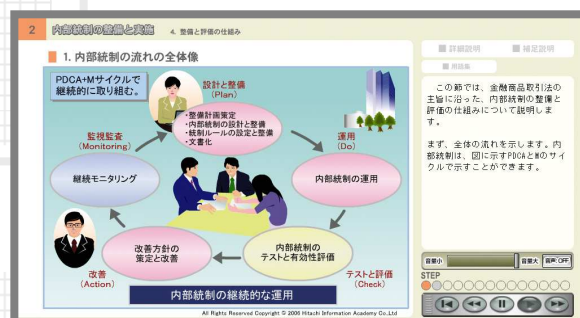 2 内部統制の整備と実施 4. 整備と評価の仕組み
1. 内部統制の流れの全体像
PDCA+Mサイクルで
継続的に取り組む。
設計と整備
(Plan)
・整備計画策定
・内部統制の設計と整備
・統制ルールの設定と整備
・文書化
運用
(Do)
内部統制の運用
テストと評価
(Check)
内部統制の
テストと有効性評価
改善
(Action)
改善方針の
策定と改善
監視監査
(Monitoring)
継続モニタリング
内部統制の継続的な運用
All Rights Reserved Copyright © 2006 Hitachi Information Academy Co.,Ltd
詳細説明
補足説明
用語集
この節では、金融商品取引法の
主旨に沿った、内部統制の整備と
評価の仕組みについて説明しま
す。
まず、全体の流れを示します。内
部統制は、図に示すPDCAとMのサイ
クルで示すことができます。
音量小
音量大
音声:OFF
STEP